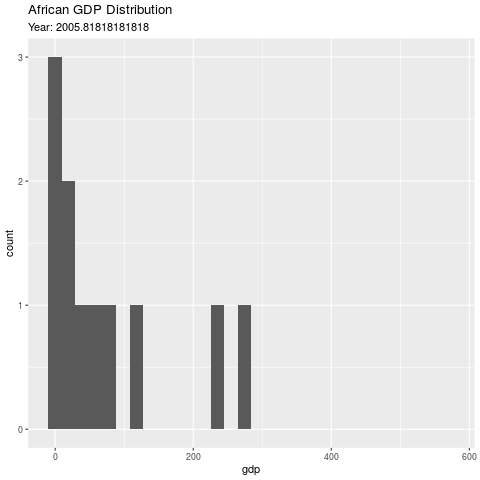 African GDP Distribution
Year: 2005.81818181818
3
2
1
0
count
0 200 400 600
gdp